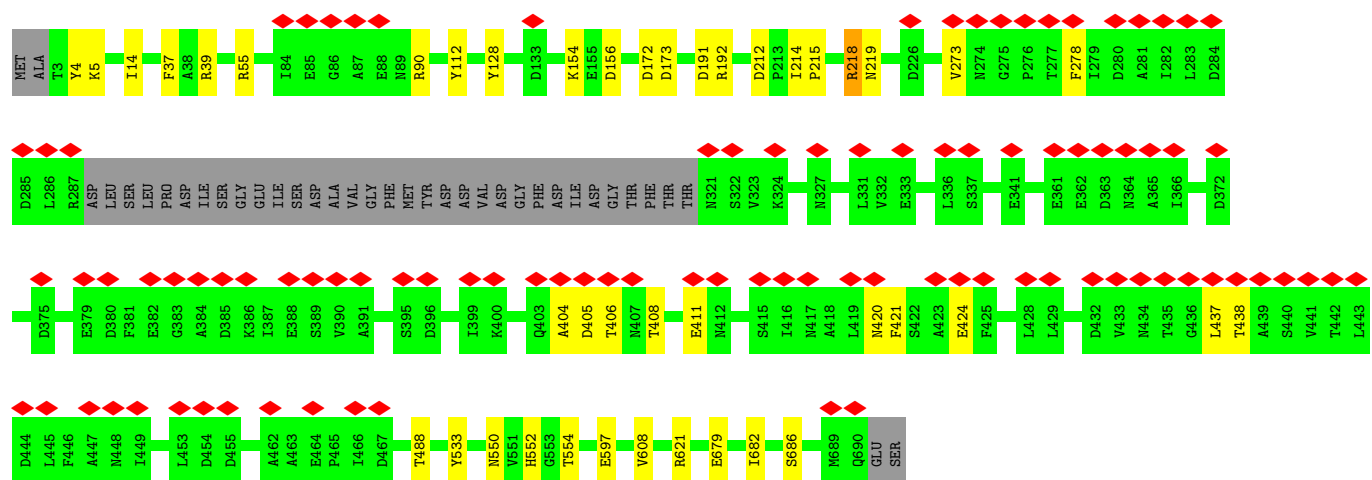 MET ALA T3 Y4 K5 I14 F37 A38 R39 R55 I84 E85 G86 A87 E88 N89 R90 Y112 Y128 D133 K154 E155 D156 D172 D173 D191 R192 D212 P213 I214 P215 R218 N219 D226 V273 N274 G275 P276 T277 F278 I279 D280 A281 I282 L283 D284
D285 L286 R287 ASP LEU SER LEU PRO ASP ILE SER GLY GLU ILE SER ASP ALA VAL GLY PHE MET TYR ASP ASP VAL ASP GLY PHE ASP ILE ASP GLY THR PHE THR THR N321 S322 V323 K324 N327 L331 V332 E333 L336 S337 E341 E361 E362 D363 N364 A365 I366 D372
D375 E379 D380 F381 E382 G383 A384 D385 K386 I387 E388 S389 V390 A391 S395 D396 I399 K400 Q403 A404 D405 T406 N407 T408 E411 N412 S415 I416 N417 A418 L419 N420 F421 S422 A423 E424 F425 L428 L429 D432 V433 N434 T435 G436 L437 T438 A439 S440 V441 T442 L443
D444 L445 F446 A447 N448 I449 L453 D454 D455 A462 A463 E464 P465 I466 D467 T488 Y533 N550 V551 H552 G553 T554 E597 V608 R621 E679 I682 S686 M689 Q690 GLU SER